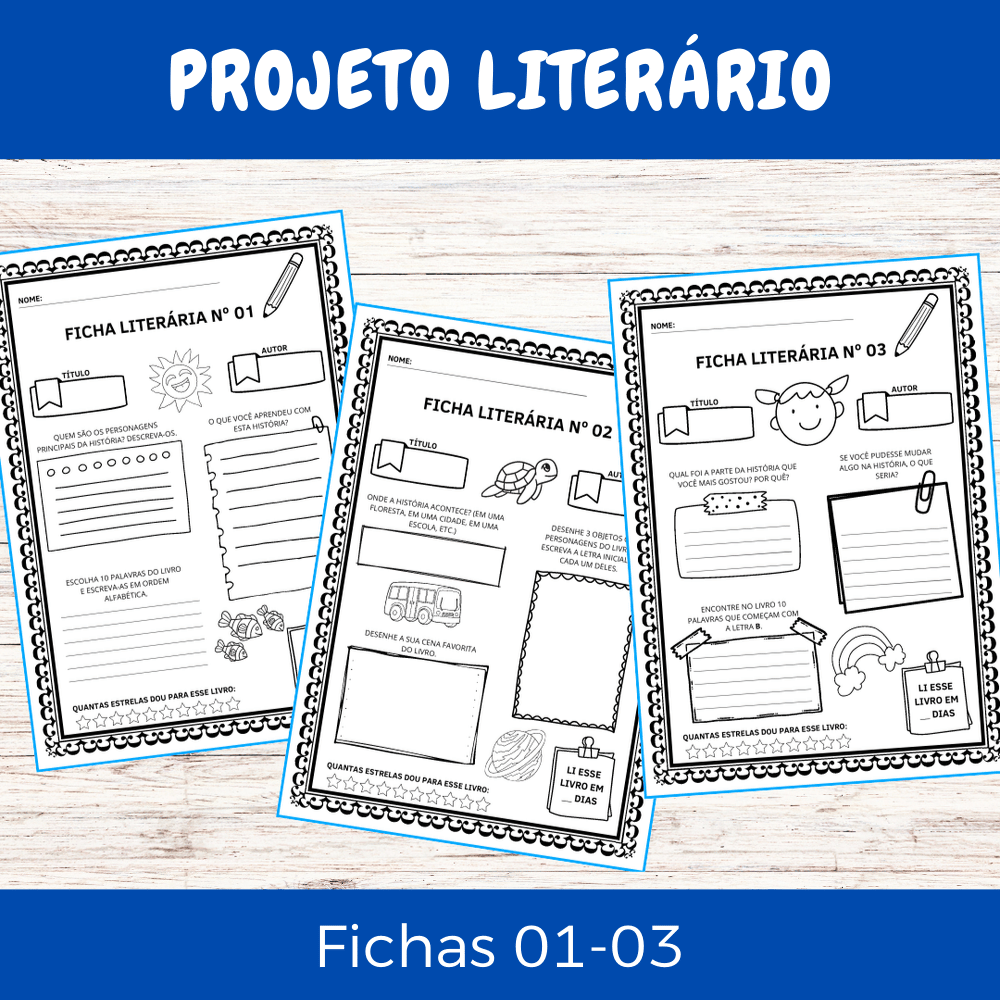 PROJETO LITERÁRIO
NOME:
FICHA LITERÁRIA Nº 01
TÍTULO
AUTOR
QUEM SÃO OS PERSONAGENS
PRINCIPAIS DA HISTÓRIA? DESCREVA-OS.
O QUE VOCÊ APRENDEU COM
ESTA HISTÓRIA?
ESCOLHA 10 PALAVRAS DO LIVRO
E ESCREVA-AS EM ORDEM
ALFABÉTICA.
QUANTAS ESTRELAS DOU PARA ESSE LIVRO:
NOME:
FICHA LITERÁRIA Nº 02
TÍTULO
ONDE A HISTÓRIA ACONTECE? (EM UMA
FLORESTA, EM UMA CIDADE, EM UMA
ESCOLA, ETC.)
DESENHE 3 OBJETOS
PERSONAGENS DO
ESCREVA A LETRA
CADA UM DELES.
DESENHE A SUA CENA FAVORITA
DO LIVRO.
QUANTAS ESTRELAS DOU PARA ESSE LIVRO:
LI ESSE
LIVRO EM
__ DIAS
NOME:
FICHA LITERÁRIA Nº 03
TÍTULO
AUTOR
QUAL FOI A PARTE DA HISTÓRIA QUE
VOCÊ MAIS GOSTOU? POR QUÊ?
SE VOCÊ PUDESSE MUDAR
ALGO NA HISTÓRIA, O QUE
SERIA?
ENCONTRE NO LIVRO 10
PALAVRAS QUE COMEÇAM COM
A LETRA B.
QUANTAS ESTRELAS DOU PARA ESSE LIVRO:
LI ESSE
LIVRO EM
__ DIAS
Fichas 01-03